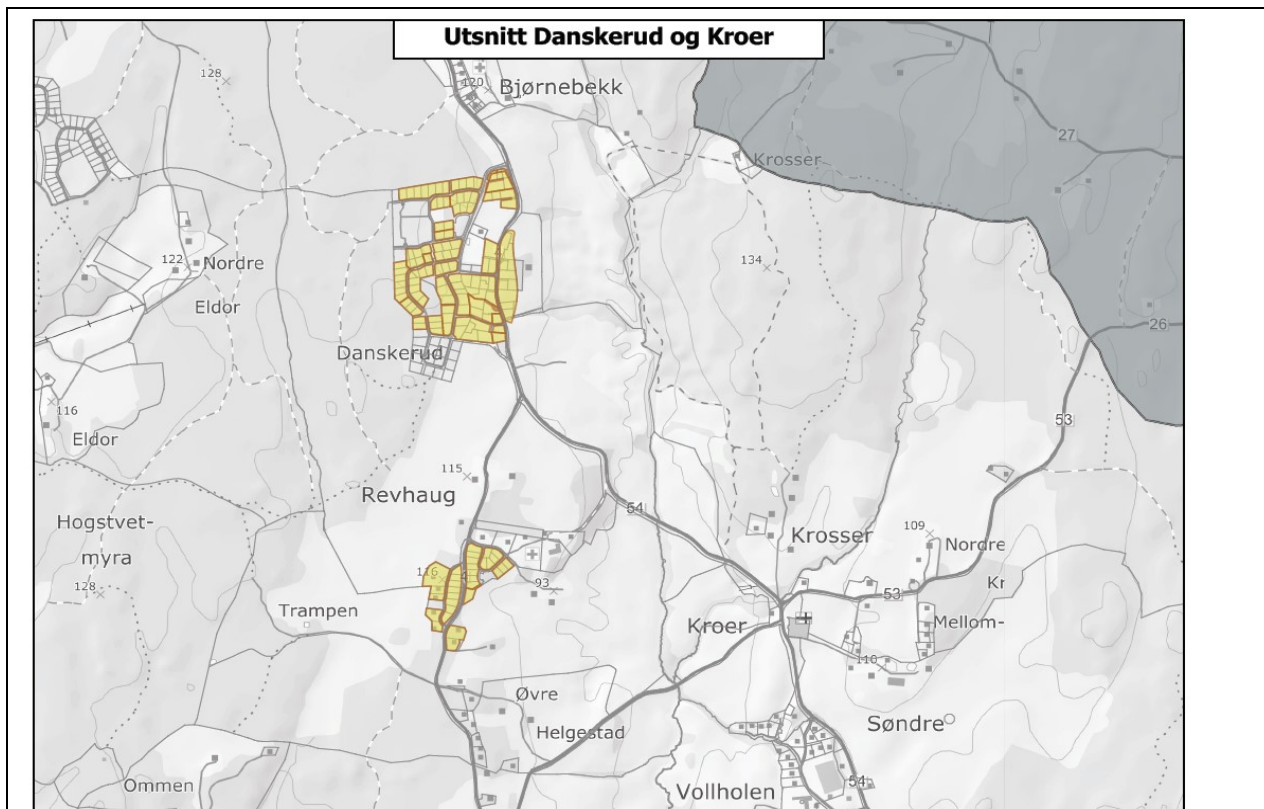 Utsnitt Danskerud og Kroer
128
120
Bjørnebekk
27
Krosser
122
Nordre
Eldor
134
26
Danskerud
116
Eldor
53
115
Revhaug
54
Hogstvet-
myra
109
Krosser
Nordre
116
128
93
Kr
53
Trampen
Kroer
Mellom-
110
Øvre
Helgestad
Søndre
Ommen
Vollholen
54